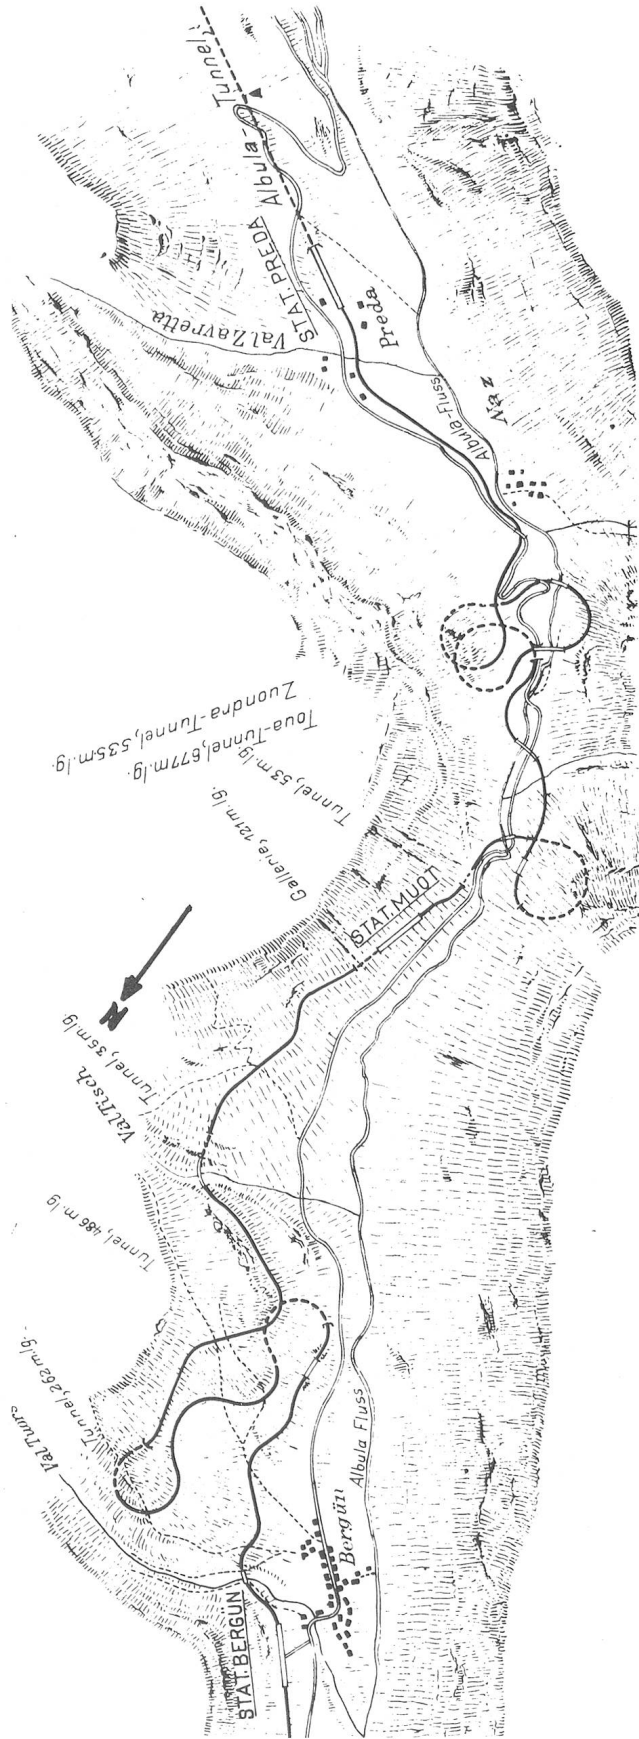 Albula-Tunnel
STAT. PREDA
Val Zavretta
Preda
Albula-Fluss
Naz
Zuondra-Tunnel, 535 m. lg.
Toua-Tunnel, 677 m. lg.
Tunnel, 53 m. lg.
Gallerie, 121 m. lg.
STAT. MUOT
N
Tunnel, 35 m. lg.
Val Tisch
Tunnel, 486 m. lg.
Tunnel, 262 m. lg.
Val Tuors
Albula Fluss
Bergün
STAT. BERGÜN